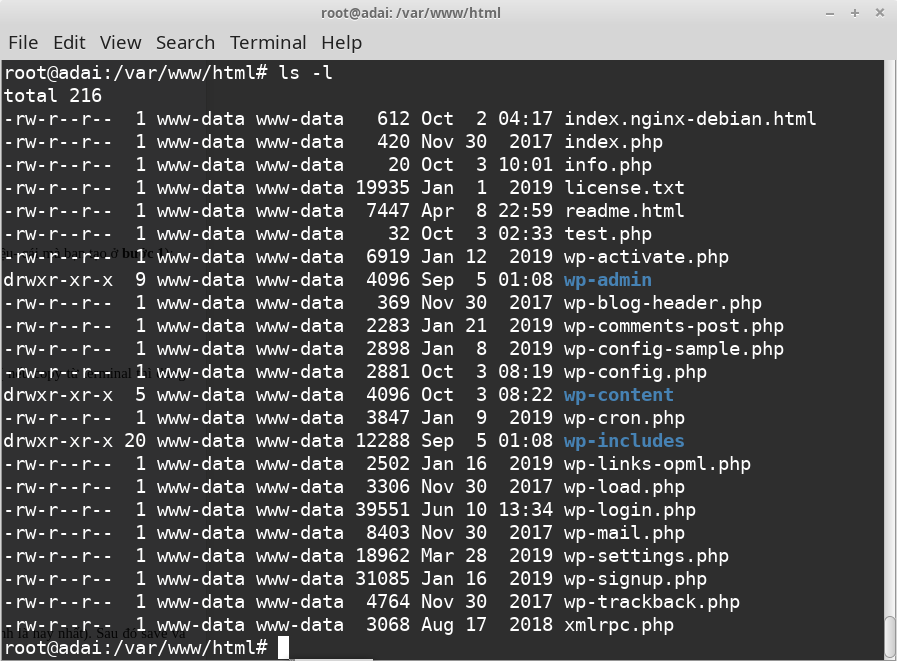 root@adai: /var/www/html
File Edit View Search Terminal Help
root@adai:/var/www/html# ls -l
total 216
-rw-r--r--  1 www-data www-data   612 Oct  2 04:17 index.nginx-debian.html
-rw-r--r--  1 www-data www-data   420 Nov 30  2017 index.php
-rw-r--r--  1 www-data www-data    20 Oct  3 10:01 info.php
-rw-r--r--  1 www-data www-data 19935 Jan  1  2019 license.txt
-rw-r--r--  1 www-data www-data  7447 Apr  8 22:59 readme.html
-rw-r--r--  1 www-data www-data    32 Oct  3 02:33 test.php
-rw-r--r--  1 www-data www-data  6919 Jan 12  2019 wp-activate.php
drwxr-xr-x  9 www-data www-data  4096 Sep  5 01:08 wp-admin
-rw-r--r--  1 www-data www-data   369 Nov 30  2017 wp-blog-header.php
-rw-r--r--  1 www-data www-data  2283 Jan 21  2019 wp-comments-post.php
-rw-r--r--  1 www-data www-data  2898 Jan  8  2019 wp-config-sample.php
-rw-r--r--  1 www-data www-data  2881 Oct  3 08:19 wp-config.php
drwxr-xr-x  5 www-data www-data  4096 Oct  3 08:22 wp-content
-rw-r--r--  1 www-data www-data  3847 Jan  9  2019 wp-cron.php
drwxr-xr-x 20 www-data www-data 12288 Sep  5 01:08 wp-includes
-rw-r--r--  1 www-data www-data  2502 Jan 16  2019 wp-links-opml.php
-rw-r--r--  1 www-data www-data  3306 Nov 30  2017 wp-load.php
-rw-r--r--  1 www-data www-data 39551 Jun 10 13:34 wp-login.php
-rw-r--r--  1 www-data www-data  8403 Nov 30  2017 wp-mail.php
-rw-r--r--  1 www-data www-data 18962 Mar 28  2019 wp-settings.php
-rw-r--r--  1 www-data www-data 31085 Jan 16  2019 wp-signup.php
-rw-r--r--  1 www-data www-data  4764 Nov 30  2017 wp-trackback.php
-rw-r--r--  1 www-data www-data  3068 Aug 17  2018 xmlrpc.php
root@adai:/var/www/html#